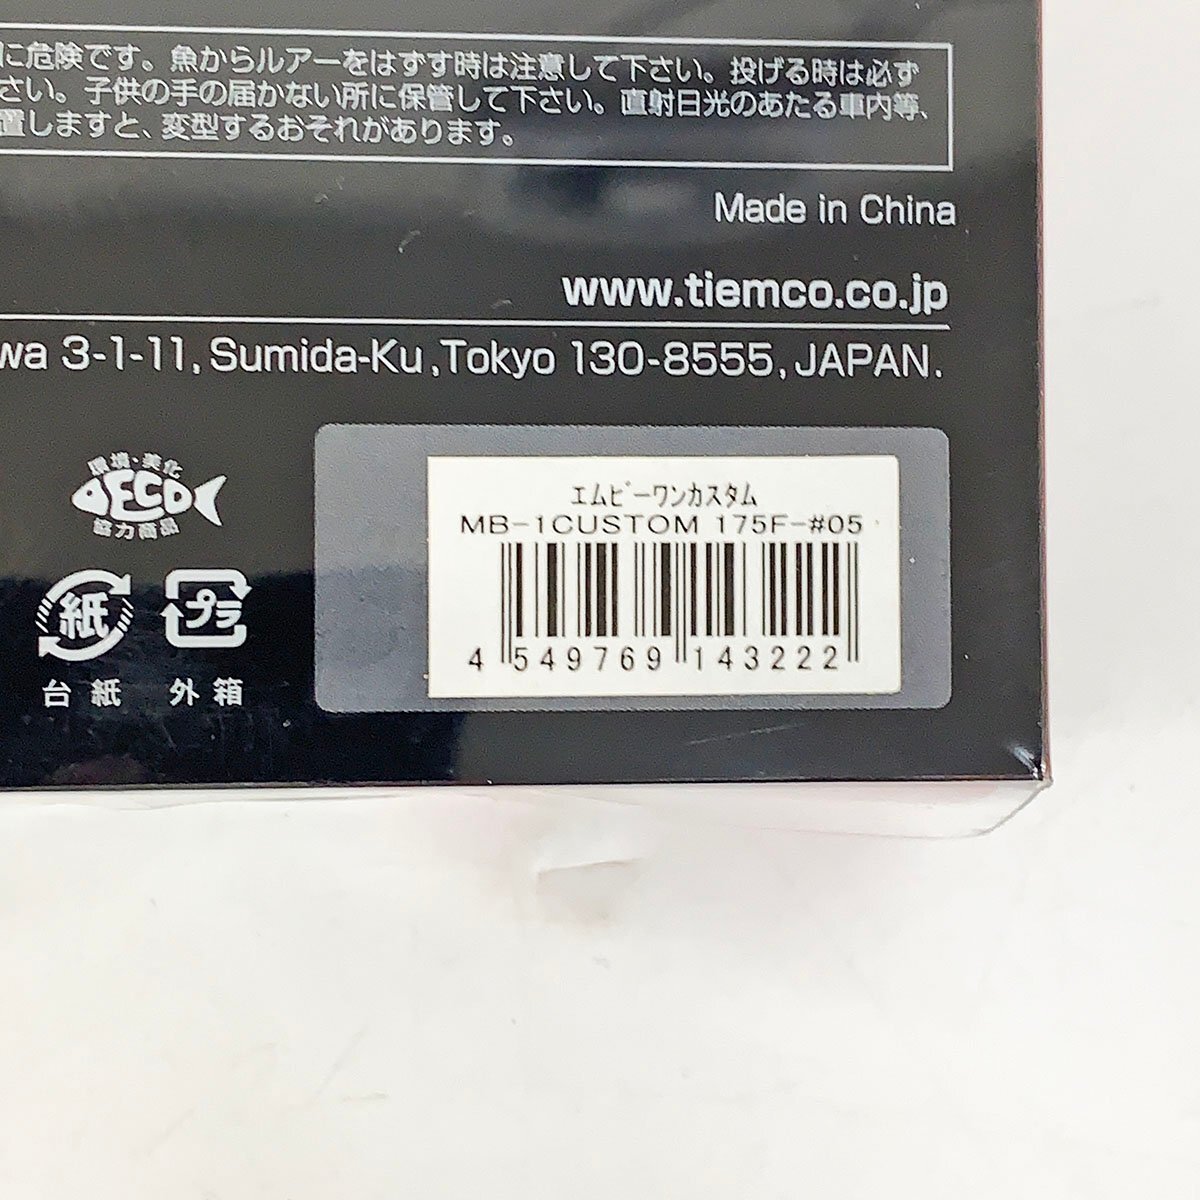 に危険です。魚からルアーをはずす時は注意して下さい。投げる時は必ず
さい。子供の手の届かない所に保管して下さい。直射日光のあたる車内等、
置しますと、変型するおそれがあります。
Made in China
www.tiemco.co.jp
wa 3-1-11, Sumida-Ku, Tokyo 130-8555, JAPAN.
環境・美化
ECO
協力商品
紙
プラ
台紙 外箱
エムビーワンカスタム
MB-1CUSTOM 175F-#05
4 549769 143222